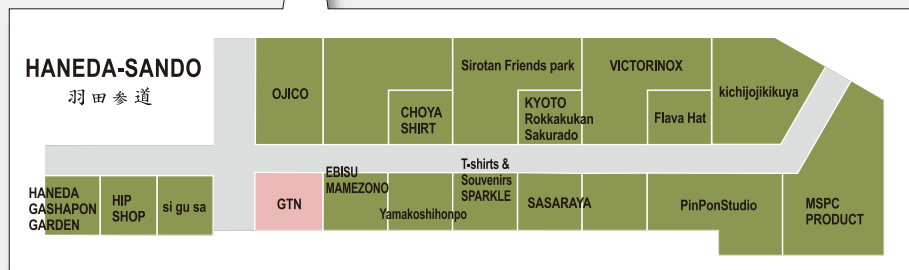 HANEDA-SANDO
羽田参道
OJICO
CHOYA
SHIRT
Sirotan Friends park
KYOTO
Rokkakukan
Sakurado
VICTORINOX
Flava Hat
kichijojikikuya
HANEDA
GASHAPON
GARDEN
HIP
SHOP
si gu sa
GTN
EBISU
MAMEZONO
Yamakoshihonpo
T-shirts &
Souvenirs
SPARKLE
SASARAYA
PinPonStudio
MSPC
PRODUCT